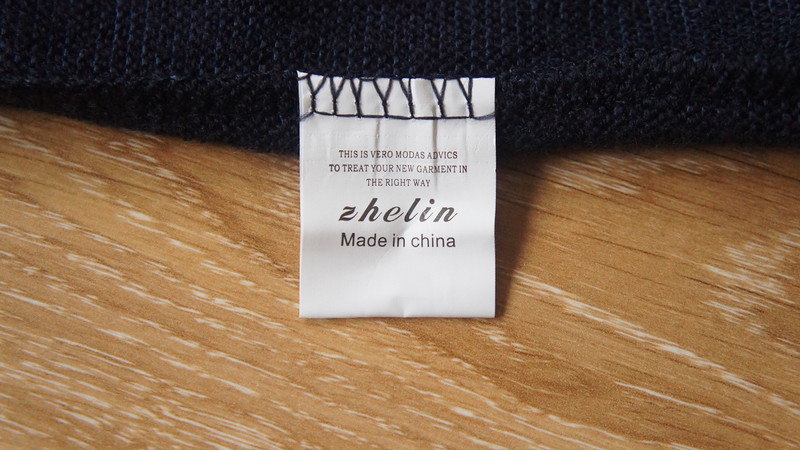 THIS IS VERO MODAS ADVICS
TO TREAT YOUR NEW GARMENT IN
THE RIGHT WAY
zhelin
Made in china